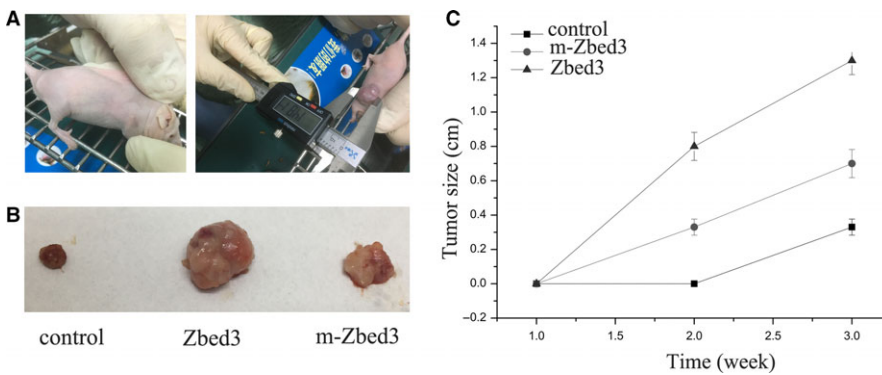 A
B
control
Zbed3
m-Zbed3
C
control
m-Zbed3
Zbed3
Tumor size (cm)
1.4
1.2
1.0
0.8
0.6
0.4
0.2
0.0
−0.2
1.0
1.5
2.0
2.5
3.0
Time (week)